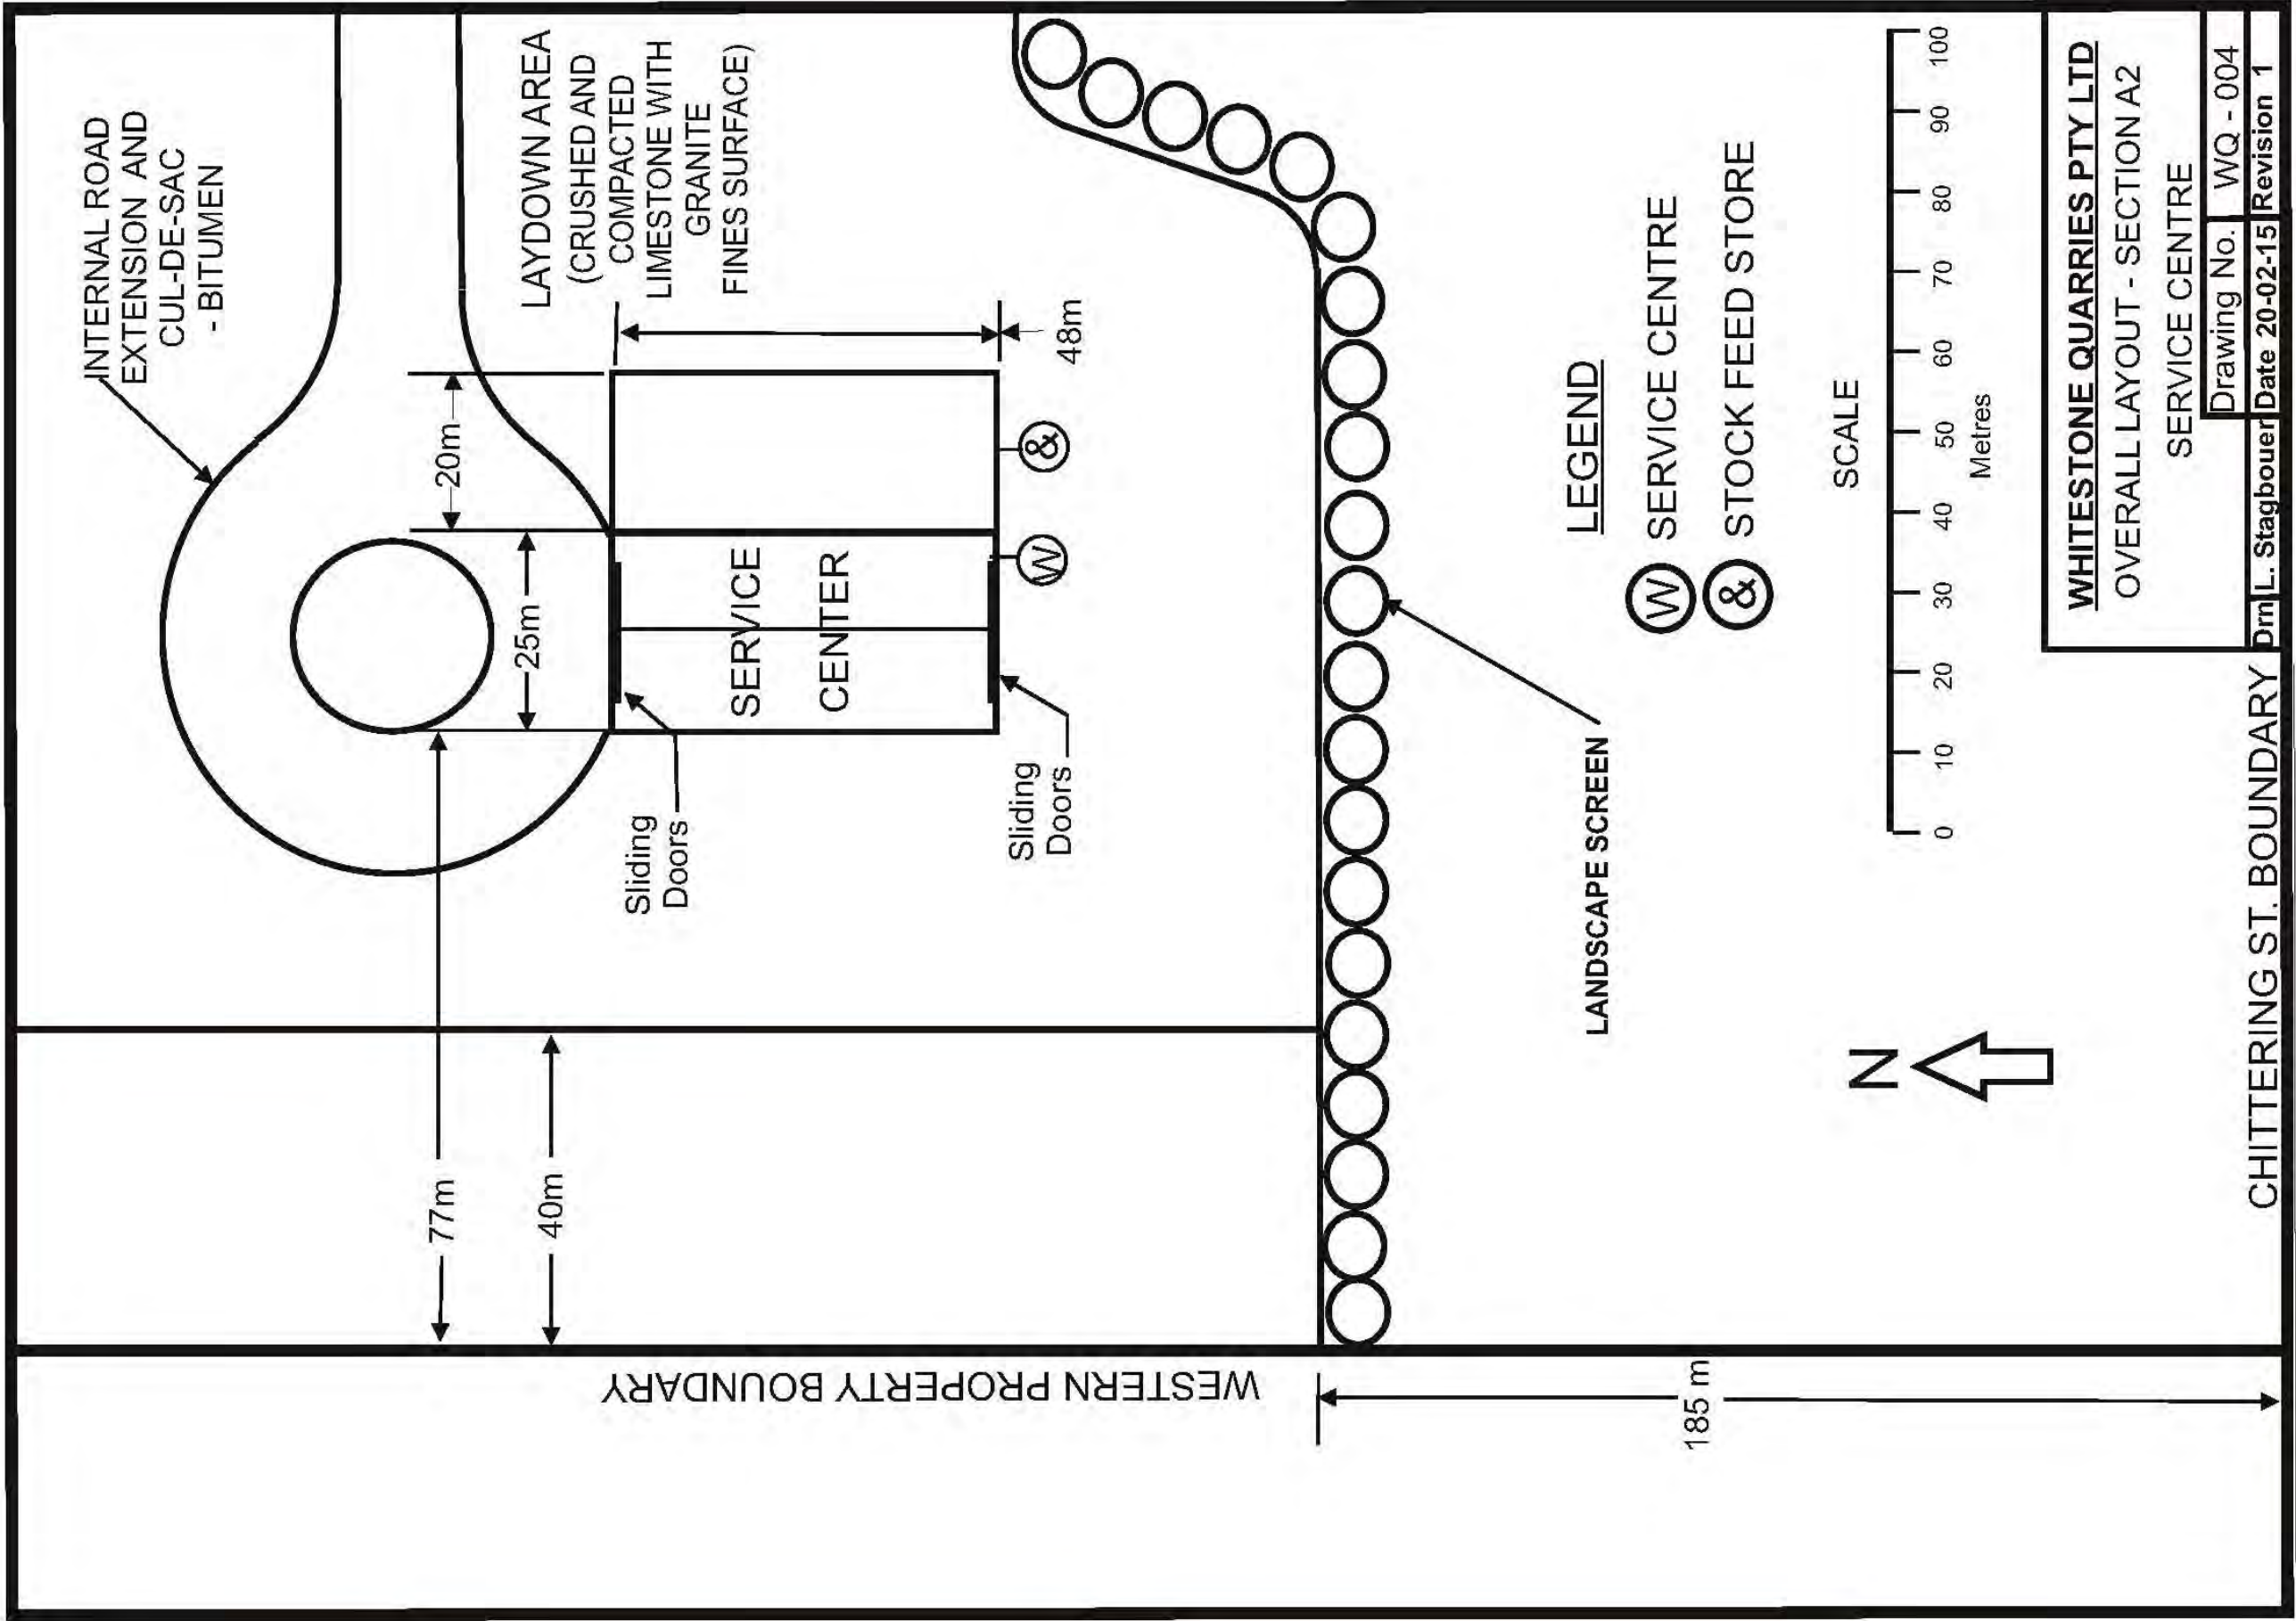 INTERNAL ROAD
EXTENSION AND
CUL-DE-SAC
- BITUMEN
LAYDOWN AREA
(CRUSHED AND
COMPACTED
LIMESTONE WITH
GRANITE
FINES SURFACE)
77m
40m
20m
25m
48m
SERVICE
CENTER
Sliding
Doors
Sliding
Doors
W
&
WESTERN PROPERTY BOUNDARY
185 m
LANDSCAPE SCREEN
LEGEND
W SERVICE CENTRE
& STOCK FEED STORE
SCALE
0 10 20 30 40 50 60 70 80 90 100
Metres
N
CHITTERING ST. BOUNDARY
WHITESTONE QUARRIES PTY LTD
OVERALL LAYOUT - SECTION A2
SERVICE CENTRE
Drawing No. WQ - 004
Drn L. Stagbouer Date 20-02-15 Revision 1